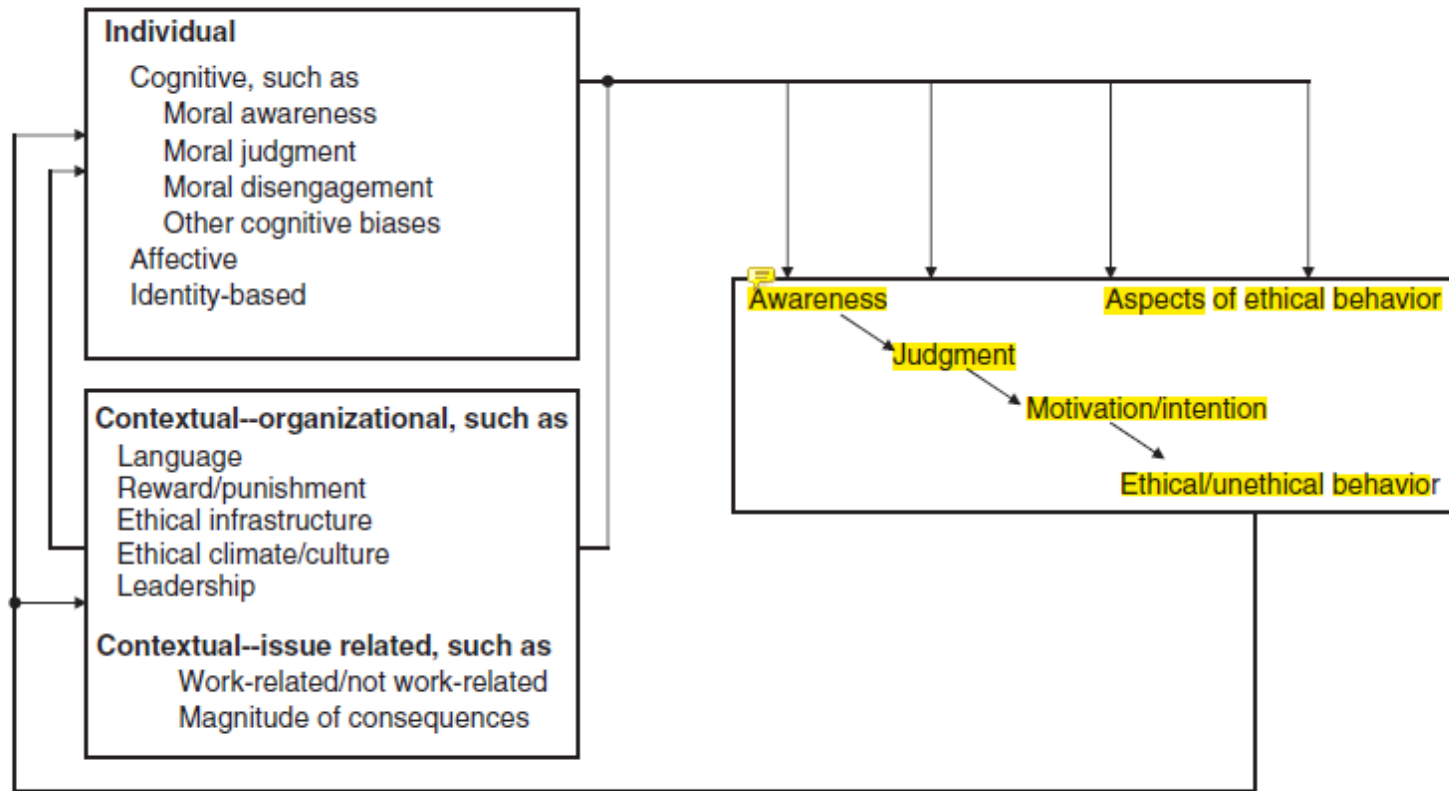 Individual
Cognitive, such as
Moral awareness
Moral judgment
Moral disengagement
Other cognitive biases
Affective
Identity-based
Contextual--organizational, such as
Language
Reward/punishment
Ethical infrastructure
Ethical climate/culture
Leadership
Contextual--issue related, such as
Work-related/not work-related
Magnitude of consequences
Awareness
Aspects of ethical behavior
Judgment
Motivation/intention
Ethical/unethical behavior